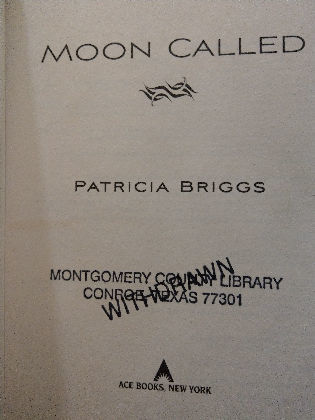 MOON CALLED
PATRICIA BRIGGS
MONTGOMERY COUNTY LIBRARY
CONROE, TEXAS 77301
WITHDRAWN
ACE BOOKS, NEW YORK